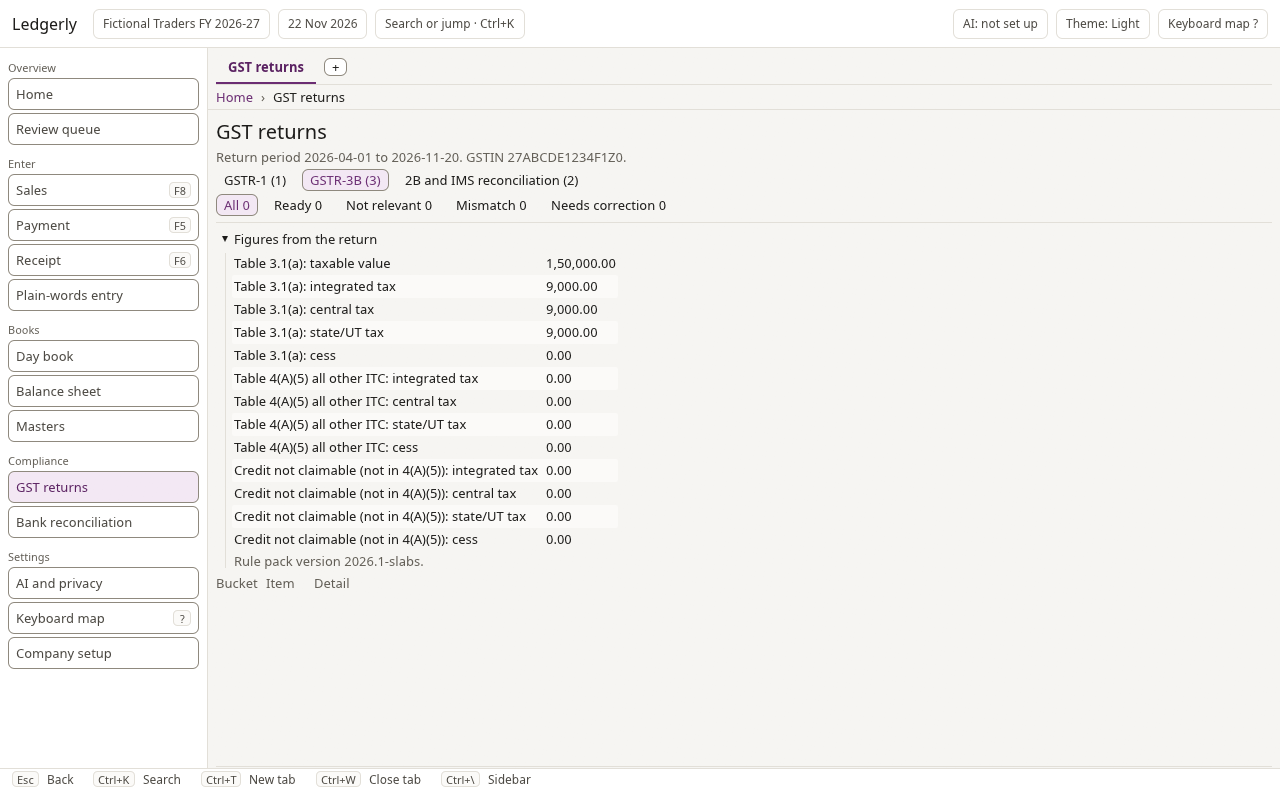 Ledgerly
Fictional Traders FY 2026-27
22 Nov 2026
Search or jump · Ctrl+K
AI: not set up
Theme: Light
Keyboard map ?
Overview
Home
Review queue
Enter
Sales F8
Payment F5
Receipt F6
Plain-words entry
Books
Day book
Balance sheet
Masters
Compliance
GST returns
Bank reconciliation
Settings
AI and privacy
Keyboard map ?
Company setup
GST returns +
Home › GST returns
GST returns
Return period 2026-04-01 to 2026-11-20. GSTIN 27ABCDE1234F1Z0.
GSTR-1 (1) GSTR-3B (3) 2B and IMS reconciliation (2)
All 0 Ready 0 Not relevant 0 Mismatch 0 Needs correction 0
▼ Figures from the return
Table 3.1(a): taxable value 1,50,000.00
Table 3.1(a): integrated tax 9,000.00
Table 3.1(a): central tax 9,000.00
Table 3.1(a): state/UT tax 9,000.00
Table 3.1(a): cess 0.00
Table 4(A)(5) all other ITC: integrated tax 0.00
Table 4(A)(5) all other ITC: central tax 0.00
Table 4(A)(5) all other ITC: state/UT tax 0.00
Table 4(A)(5) all other ITC: cess 0.00
Credit not claimable (not in 4(A)(5)): integrated tax 0.00
Credit not claimable (not in 4(A)(5)): central tax 0.00
Credit not claimable (not in 4(A)(5)): state/UT tax 0.00
Credit not claimable (not in 4(A)(5)): cess 0.00
Rule pack version 2026.1-slabs.
Bucket Item Detail
Esc Back Ctrl+K Search Ctrl+T New tab Ctrl+W Close tab Ctrl+\ Sidebar